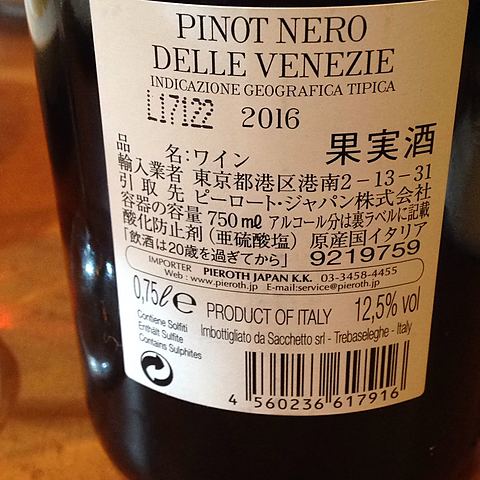 PINOT NERO
DELLE VENEZIE
INDICAZIONE GEOGRAFICA TIPICA
L17122 2016
果実酒
品 名:ワイン
輸入業者 東京都港区港南2-13-31
引取先 ピーロート・ジャパン株式会社
容器の容量 750mℓ アルコール分は裏ラベルに記載
酸化防止剤(亜硫酸塩) 原産国イタリア
「飲酒は20歳を過ぎてから」 9219759
IMPORTER PIEROTH JAPAN K.K. 03-3458-4455
Web : www.pieroth.jp E-mail:service@pieroth.jp
0,75ℓ e PRODUCT OF ITALY 12,5% vol
Contiene Solfiti
Enthält Sulfite
Contains Sulphites
Imbottigliato da Sacchetto srl - Trebaseleghe - Italy
4 560236 617916